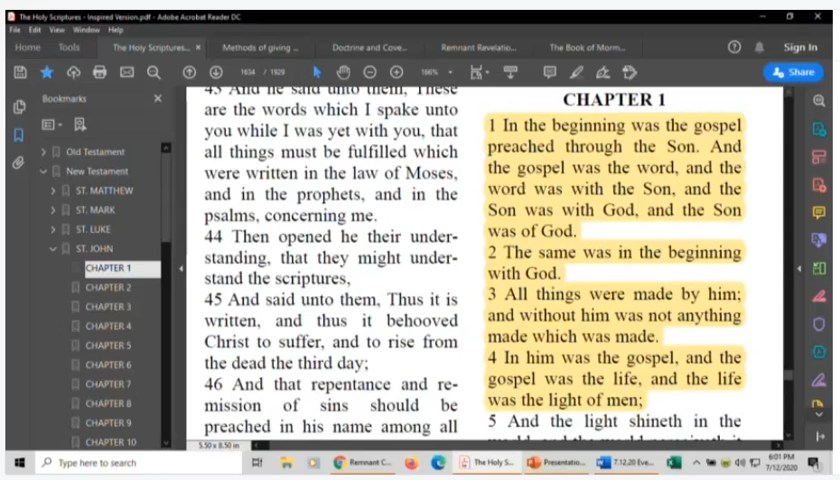 The Holy Scriptures - Inspired Version.pdf - Adobe Acrobat Reader DC
File Edit View Window Help
Home Tools The Holy Scriptures... × Methods of giving ... Doctrine and Cove... Remnant Revelatio... The Book of Morm... Sign In
1634 / 1929 166% Share
Bookmarks
Old Testament
New Testament
ST. MATTHEW
ST. MARK
ST. LUKE
ST. JOHN
CHAPTER 1
CHAPTER 2
CHAPTER 3
CHAPTER 4
CHAPTER 5
CHAPTER 6
CHAPTER 7
CHAPTER 8
CHAPTER 9
CHAPTER 10
43 And he said unto them, These
are the words which I spake unto
you while I was yet with you, that
all things must be fulfilled which
were written in the law of Moses,
and in the prophets, and in the
psalms, concerning me.
44 Then opened he their under-
standing, that they might under-
stand the scriptures,
45 And said unto them, Thus it is
written, and thus it behooved
Christ to suffer, and to rise from
the dead the third day;
46 And that repentance and re-
mission of sins should be
preached in his name among all
CHAPTER 1
1 In the beginning was the gospel
preached through the Son. And
the gospel was the word, and the
word was with the Son, and the
Son was with God, and the Son
was of God.
2 The same was in the beginning
with God.
3 All things were made by him;
and without him was not anything
made which was made.
4 In him was the gospel, and the
gospel was the life, and the life
was the light of men;
5 And the light shineth in the
5.50 x 8.50 in
Type here to search Remnant C... The Holy S... Presentatio... 7.12.20 Eve... 6:01 PM
7/12/2020